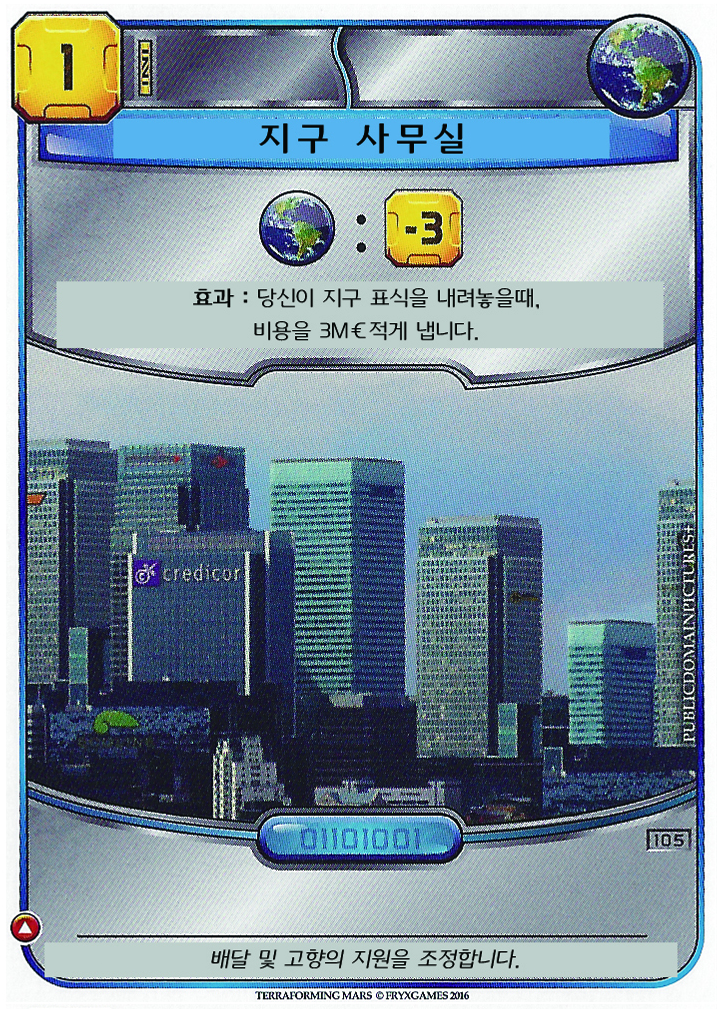 1
INI
지구 사무실
: -3
효과 : 당신이 지구 표식을 내려놓을때,
비용을 3M€적게 냅니다.
credicor
PUBLICDOMAINPICTURES+
01101001
105
배달 및 고향의 지원을 조정합니다.
TERRAFORMING MARS © FRYXGAMES 2016